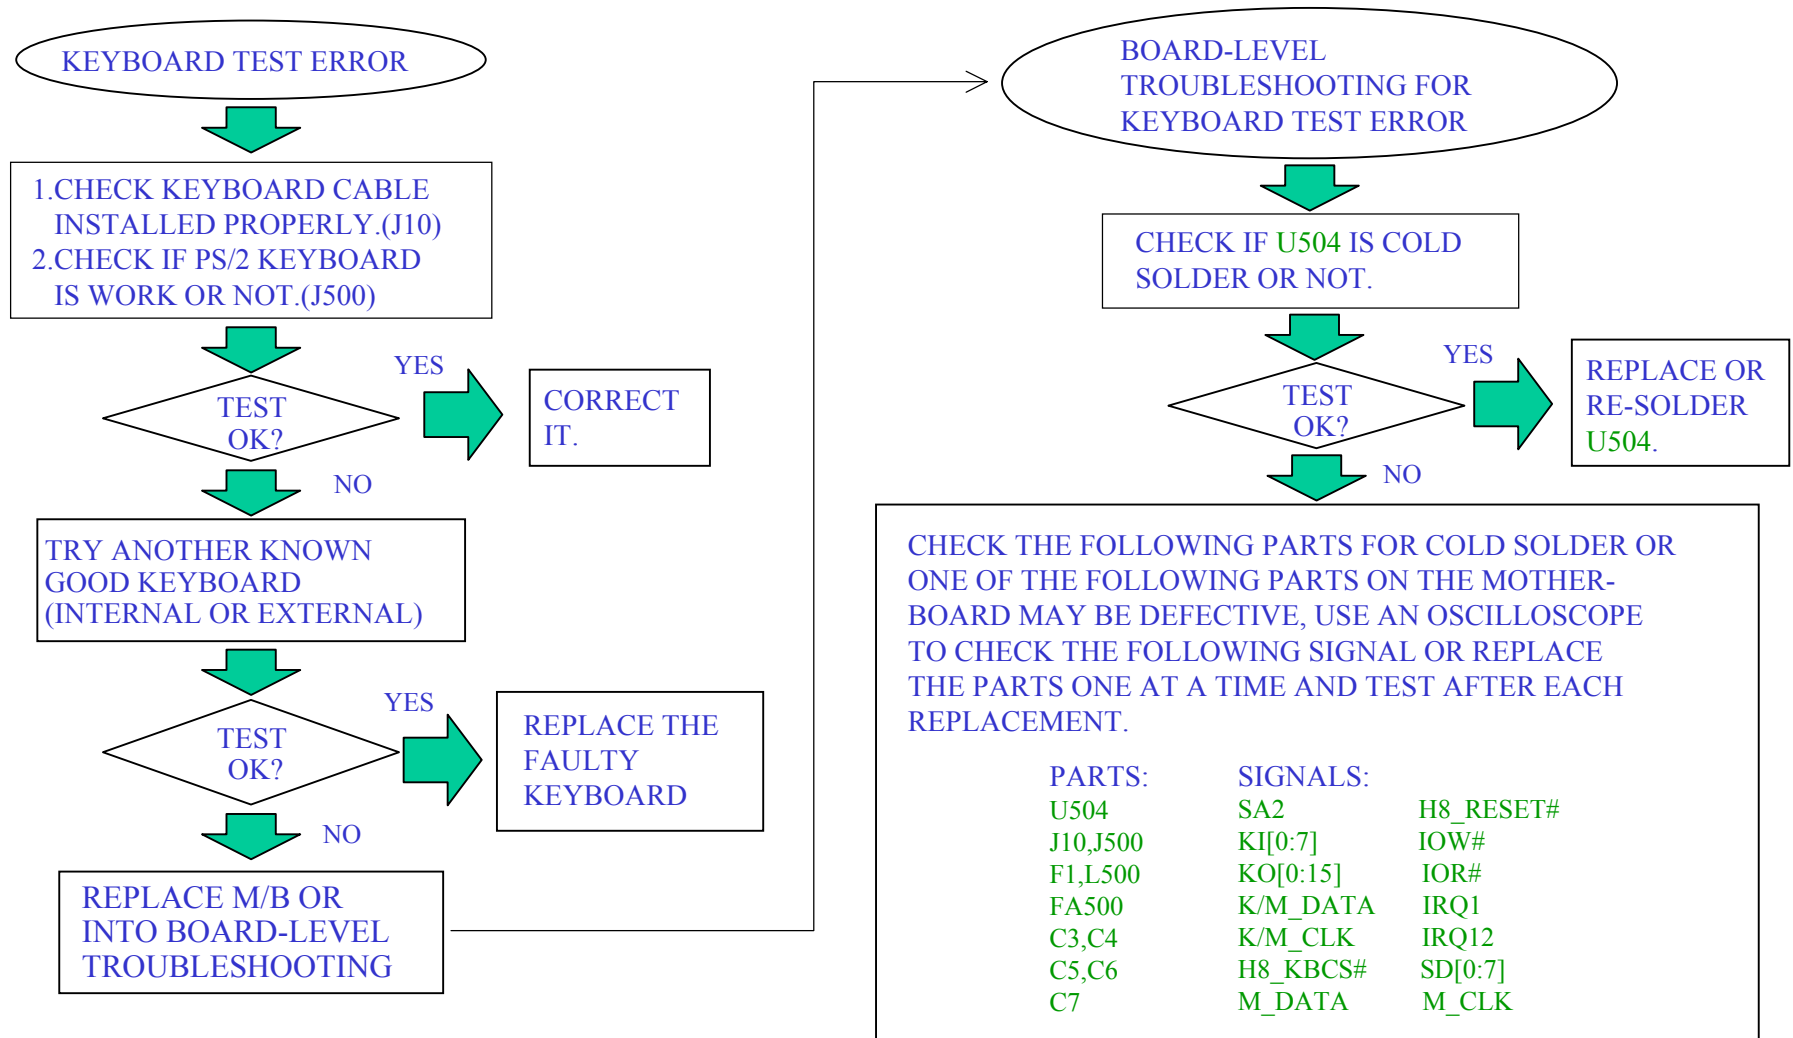 KEYBOARD TEST ERROR
1.CHECK KEYBOARD CABLE
INSTALLED PROPERLY.(J10)
2.CHECK IF PS/2 KEYBOARD
IS WORK OR NOT.(J500)
TEST
OK?
YES
CORRECT
IT.
NO
TRY ANOTHER KNOWN
GOOD KEYBOARD
(INTERNAL OR EXTERNAL)
TEST
OK?
YES
REPLACE THE
FAULTY
KEYBOARD
NO
REPLACE M/B OR
INTO BOARD-LEVEL
TROUBLESHOOTING
BOARD-LEVEL
TROUBLESHOOTING FOR
KEYBOARD TEST ERROR
CHECK IF U504 IS COLD
SOLDER OR NOT.
TEST
OK?
YES
REPLACE OR
RE-SOLDER
U504.
NO
CHECK THE FOLLOWING PARTS FOR COLD SOLDER OR
ONE OF THE FOLLOWING PARTS ON THE MOTHER-
BOARD MAY BE DEFECTIVE, USE AN OSCILLOSCOPE
TO CHECK THE FOLLOWING SIGNAL OR REPLACE
THE PARTS ONE AT A TIME AND TEST AFTER EACH
REPLACEMENT.
PARTS: SIGNALS:
U504 SA2 H8_RESET#
J10,J500 KI[0:7] IOW#
F1,L500 KO[0:15] IOR#
FA500 K/M_DATA IRQ1
C3,C4 K/M_CLK IRQ12
C5,C6 H8_KBCS# SD[0:7]
C7 M_DATA M_CLK